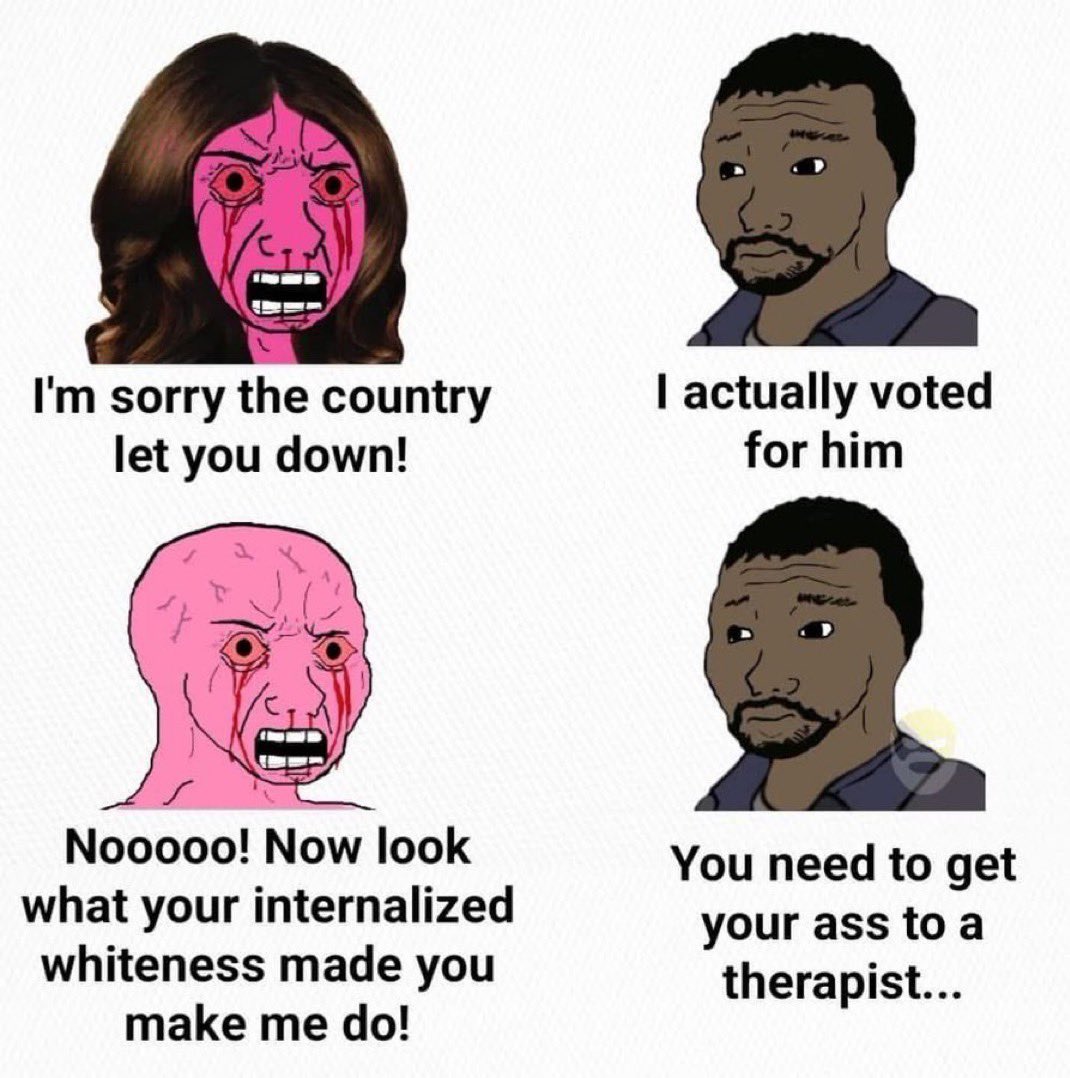 I'm sorry the country
let you down!
I actually voted
for him
Nooooo! Now look
what your internalized
whiteness made you
make me do!
You need to get
your ass to a
therapist...